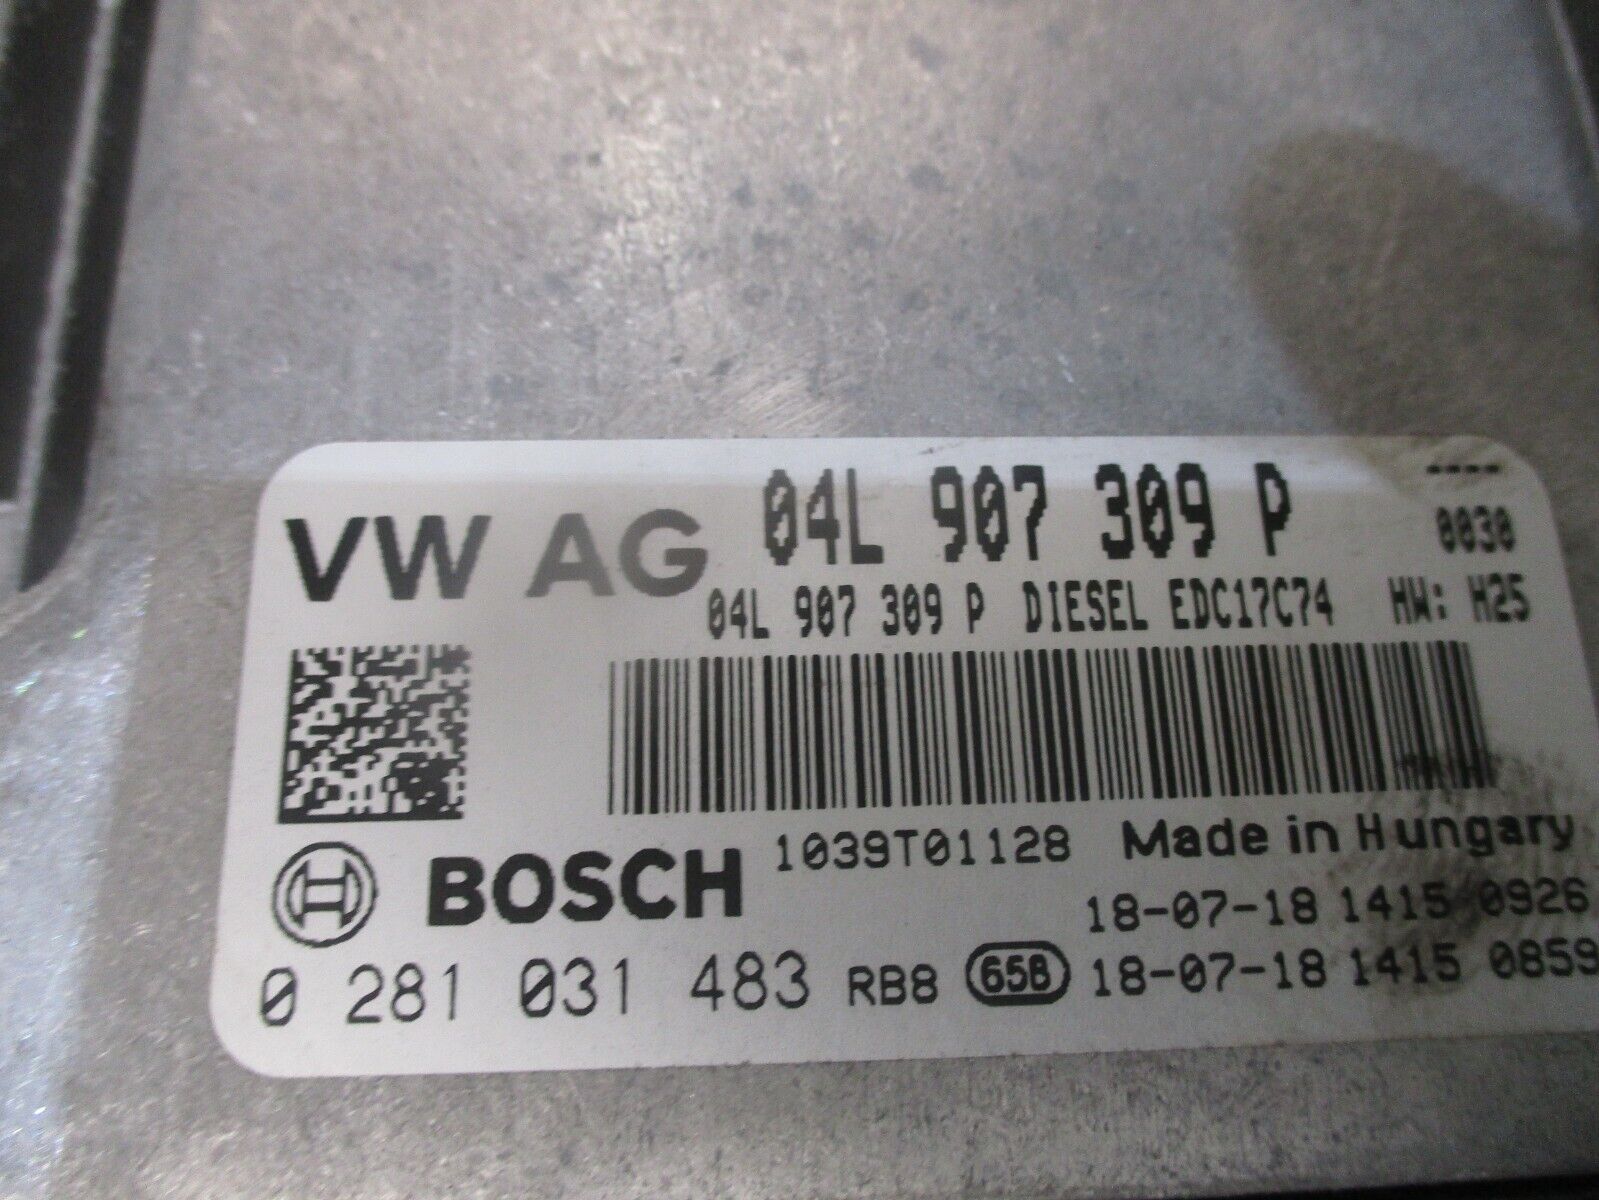 VW AG 04L 907 309 P ----
0030
04L 907 309 P DIESEL EDC17C74 HW: H25
BOSCH 1039T01128 Made in Hungary
18-07-18 1415 0926
0 281 031 483 RB8 65B 18-07-18 1415 0859